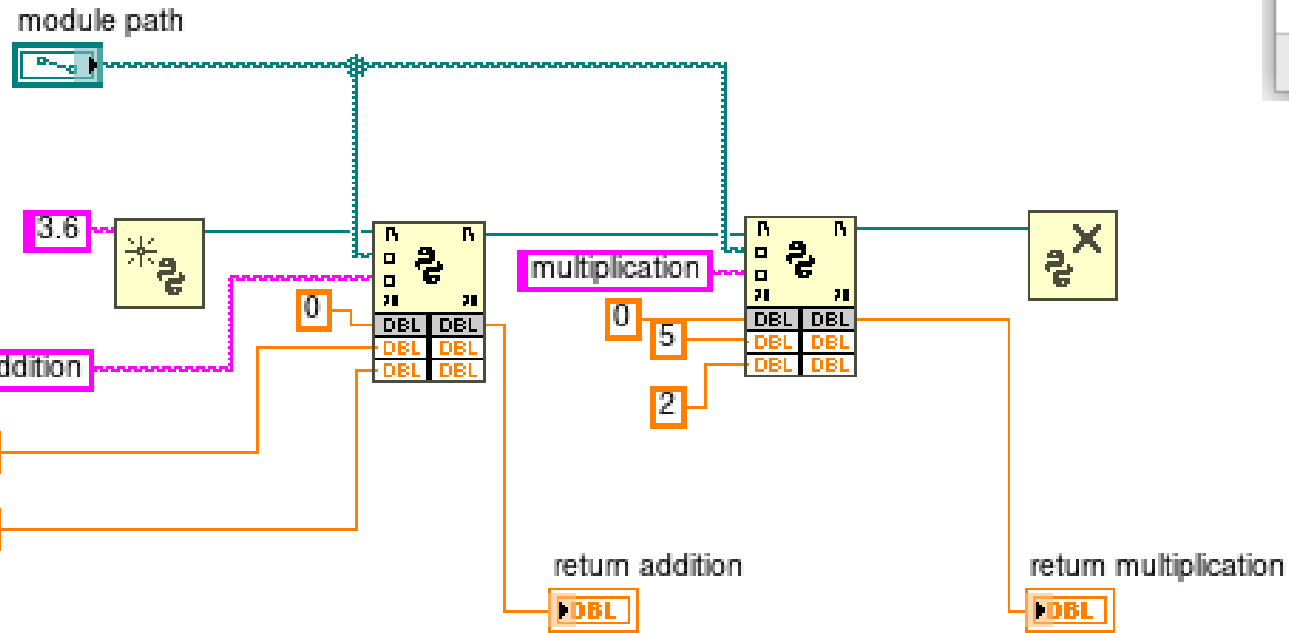 module path
3.6
0
DBL DBL
DBL DBL
DBL DBL
ddition
multiplication
0
5
2
DBL DBL
DBL DBL
DBL DBL
return addition
DBL
return multiplication
DBL